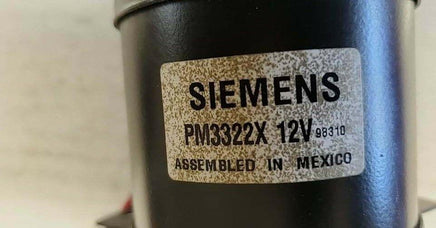 SIEMENS
PM3322X 12V 98310
ASSEMBLED IN MEXICO